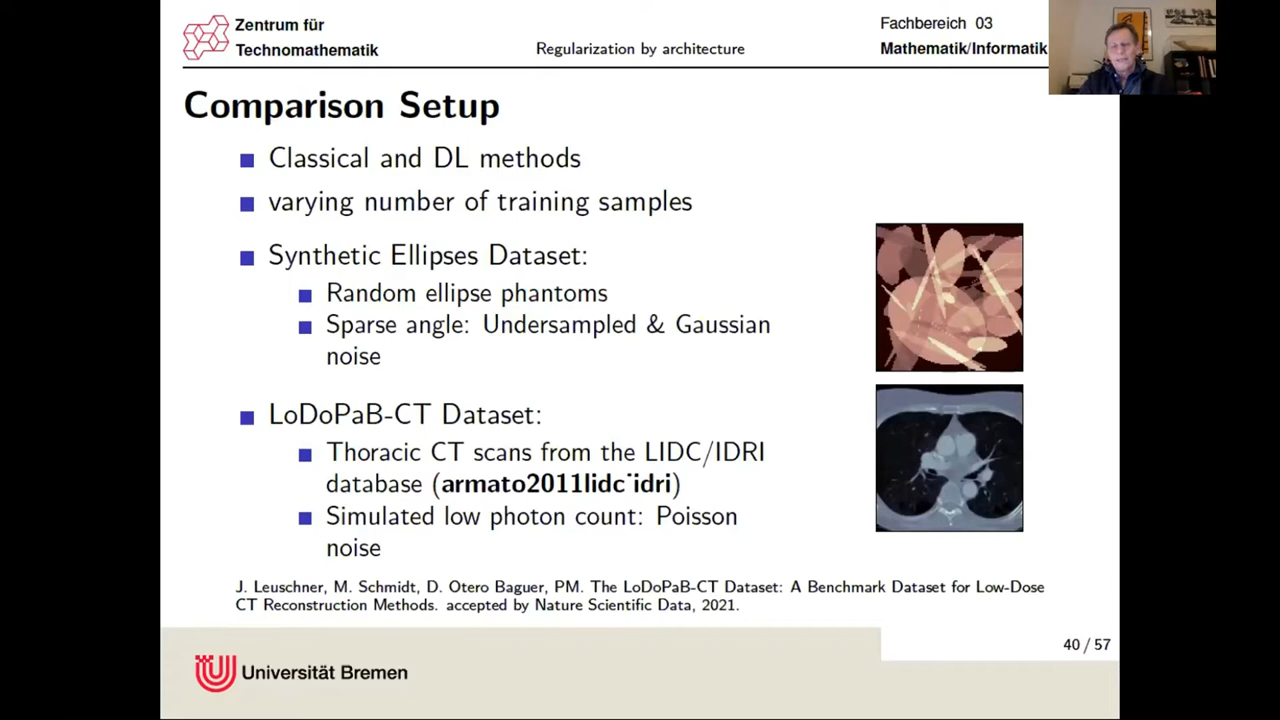 Zentrum für
Technomathematik
Regularization by architecture
Fachbereich 03
Mathematik/Informatik
Comparison Setup
Classical and DL methods
varying number of training samples
Synthetic Ellipses Dataset:
Random ellipse phantoms
Sparse angle: Undersampled & Gaussian
noise
LoDoPaB-CT Dataset:
Thoracic CT scans from the LIDC/IDRI
database (armato2011lidc˙idri)
Simulated low photon count: Poisson
noise
J. Leuschner, M. Schmidt, D. Otero Baguer, PM. The LoDoPaB-CT Dataset: A Benchmark Dataset for Low-Dose
CT Reconstruction Methods. accepted by Nature Scientific Data, 2021.
40 / 57
Universität Bremen